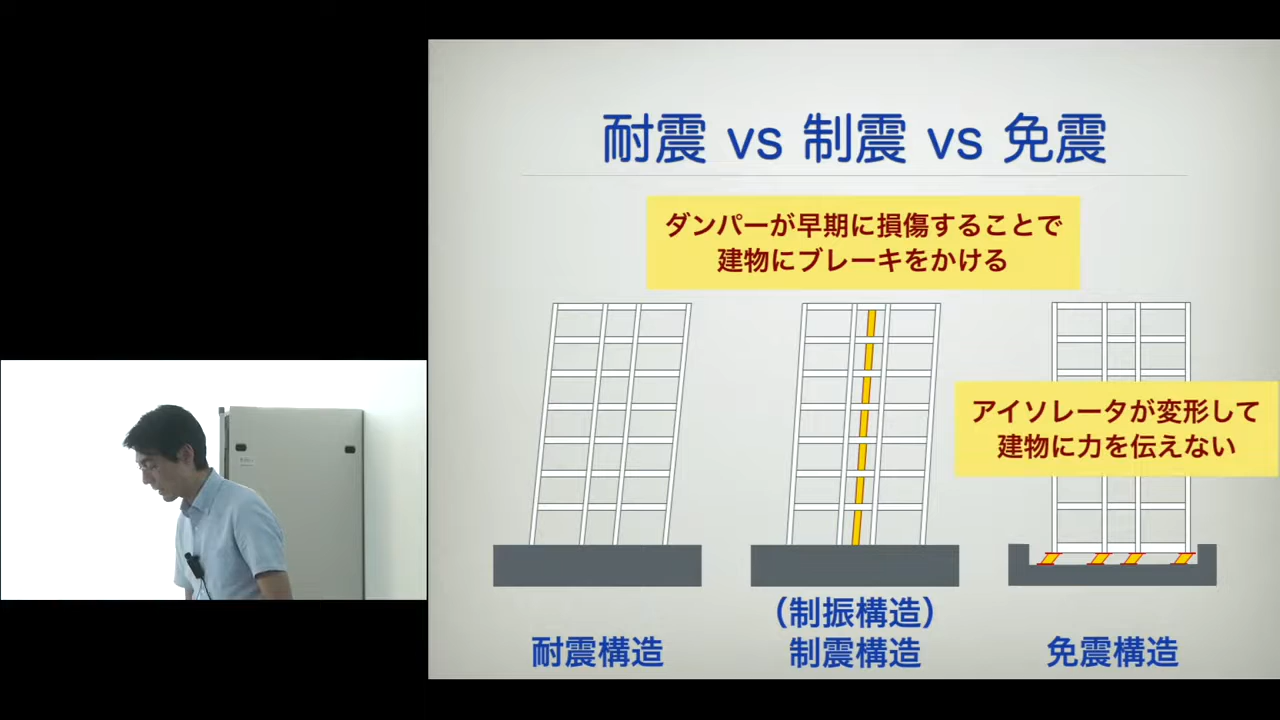 耐震 vs 制震 vs 免震
ダンパーが早期に損傷することで
建物にブレーキをかける
アイソレータが変形して
建物に力を伝えない
耐震構造
（制振構造）
制震構造
免震構造